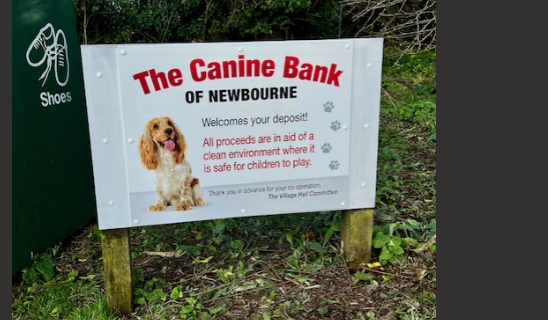 Shoes
The Canine Bank
OF NEWBOURNE
Welcomes your deposit!
All proceeds are in aid of a
clean environment where it
is safe for children to play.
Thank you in advance for your co-operation.
The Village Hall Committee.